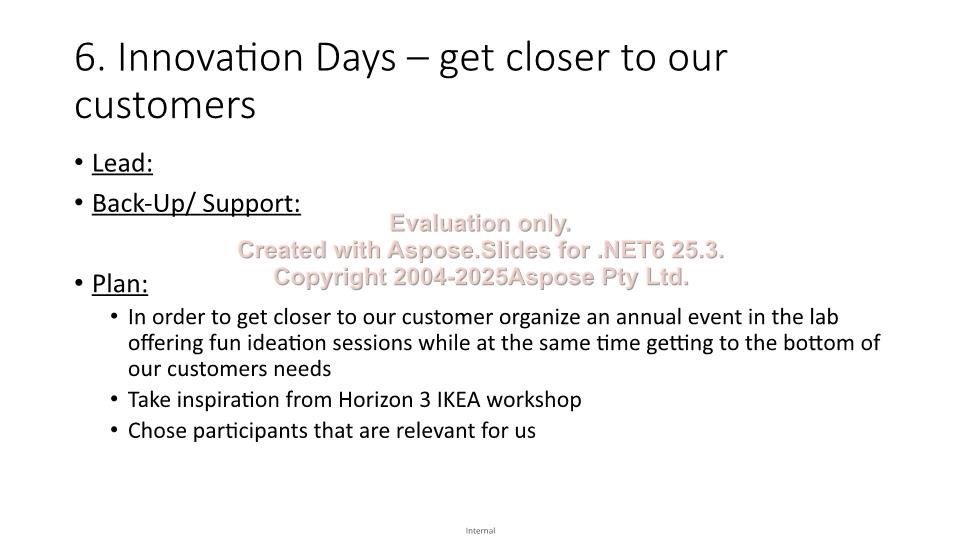 6. Innovation Days – get closer to our
customers
• Lead:
• Back-Up/ Support:
Evaluation only.
Created with Aspose.Slides for .NET6 25.3.
Copyright 2004-2025Aspose Pty Ltd.
• Plan:
• In order to get closer to our customer organize an annual event in the lab
offering fun ideation sessions while at the same time getting to the bottom of
our customers needs
• Take inspiration from Horizon 3 IKEA workshop
• Chose participants that are relevant for us
Internal